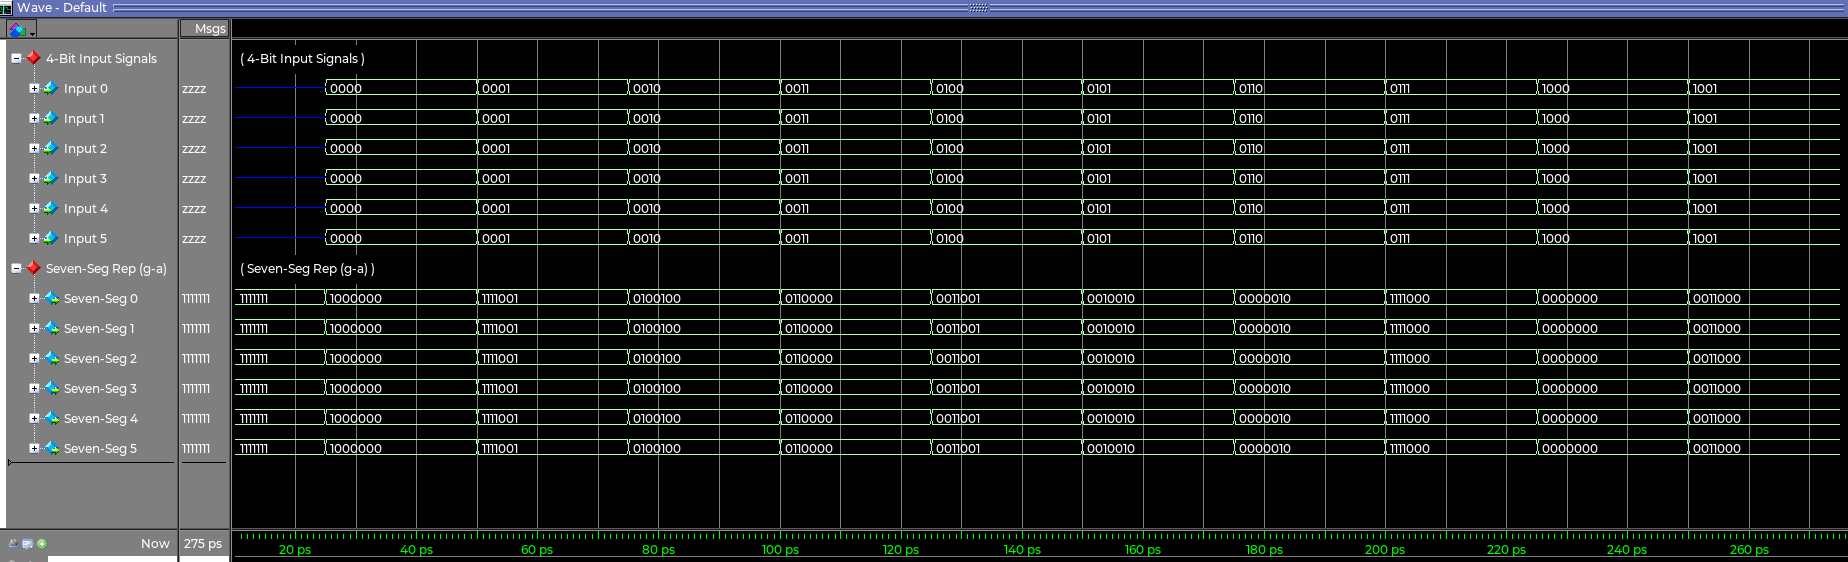 Wave - Default
Msgs
4-Bit Input Signals ( 4-Bit Input Signals )
Input 0 zzzz 0000 0001 0010 0011 0100 0101 0110 0111 1000 1001
Input 1 zzzz 0000 0001 0010 0011 0100 0101 0110 0111 1000 1001
Input 2 zzzz 0000 0001 0010 0011 0100 0101 0110 0111 1000 1001
Input 3 zzzz 0000 0001 0010 0011 0100 0101 0110 0111 1000 1001
Input 4 zzzz 0000 0001 0010 0011 0100 0101 0110 0111 1000 1001
Input 5 zzzz 0000 0001 0010 0011 0100 0101 0110 0111 1000 1001
Seven-Seg Rep (g-a) ( Seven-Seg Rep (g-a) )
Seven-Seg 0 1111111 1111111 1000000 1111001 0100100 0110000 0011001 0010010 0000010 1111000 0000000 0011000
Seven-Seg 1 1111111 1111111 1000000 1111001 0100100 0110000 0011001 0010010 0000010 1111000 0000000 0011000
Seven-Seg 2 1111111 1111111 1000000 1111001 0100100 0110000 0011001 0010010 0000010 1111000 0000000 0011000
Seven-Seg 3 1111111 1111111 1000000 1111001 0100100 0110000 0011001 0010010 0000010 1111000 0000000 0011000
Seven-Seg 4 1111111 1111111 1000000 1111001 0100100 0110000 0011001 0010010 0000010 1111000 0000000 0011000
Seven-Seg 5 1111111 1111111 1000000 1111001 0100100 0110000 0011001 0010010 0000010 1111000 0000000 0011000
Now 275 ps 20 ps 40 ps 60 ps 80 ps 100 ps 120 ps 140 ps 160 ps 180 ps 200 ps 220 ps 240 ps 260 ps